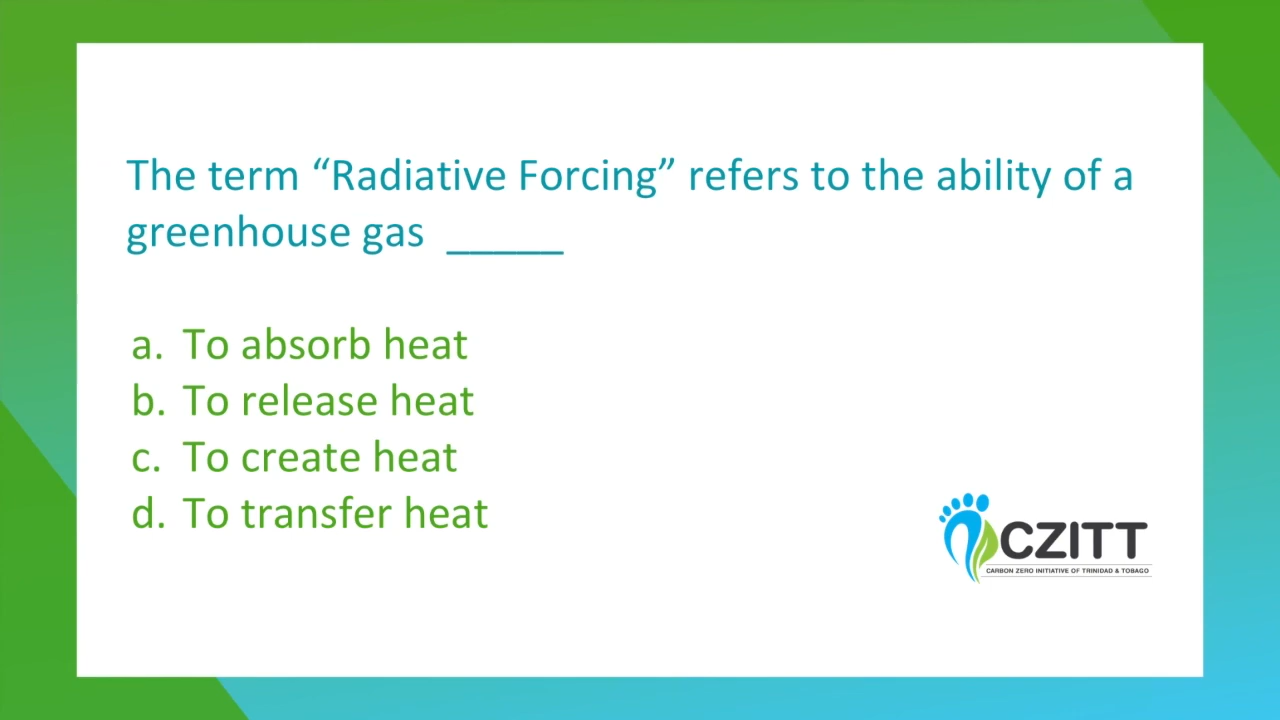 The term “Radiative Forcing” refers to the ability of a
greenhouse gas _____
a. To absorb heat
b. To release heat
c. To create heat
d. To transfer heat
CZITT
CARBON ZERO INITIATIVE OF TRINIDAD & TOBAGO